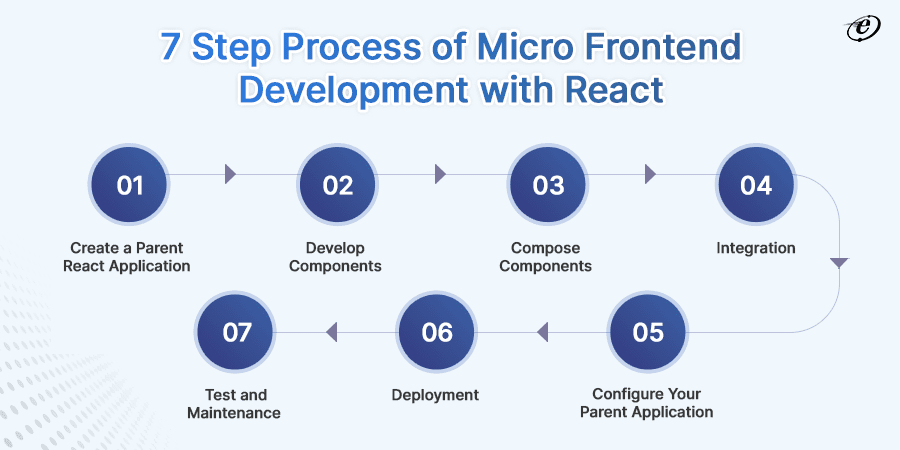 7 Step Process of Micro Frontend
Development with React
01
Create a Parent
React Application
02
Develop
Components
03
Compose
Components
04
Integration
05
Configure Your
Parent Application
06
Deployment
07
Test and
Maintenance
e